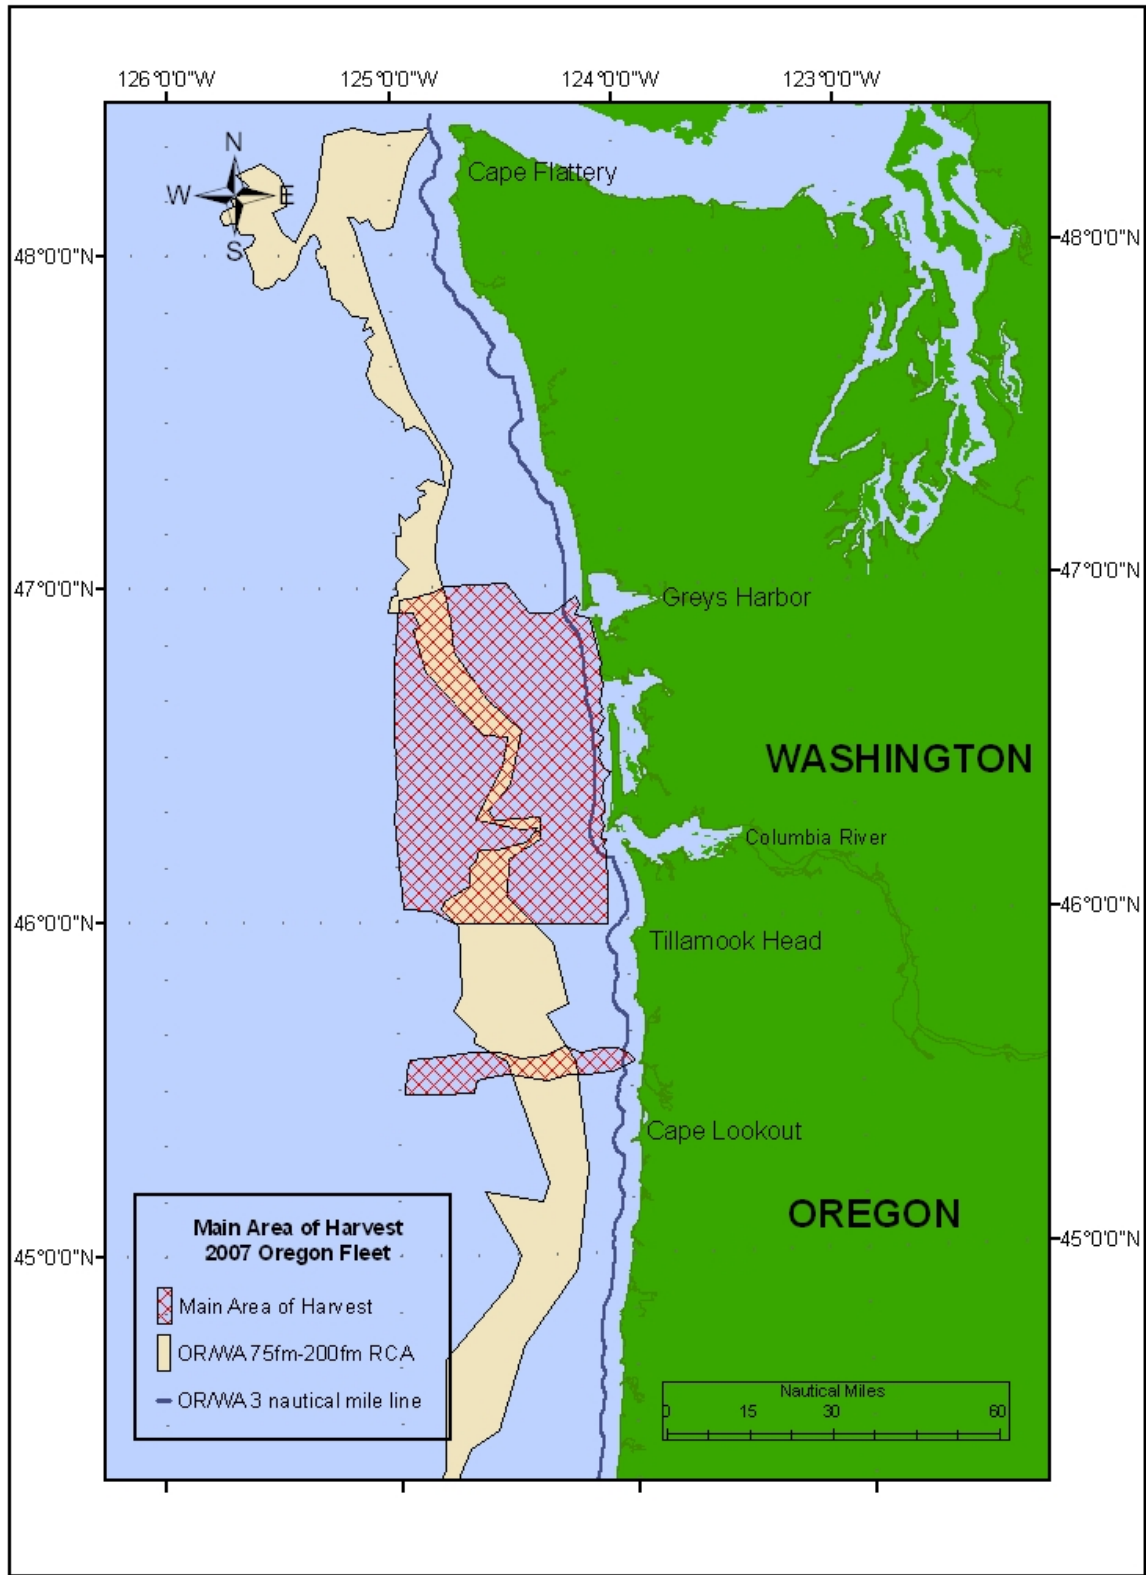 126°0'0"W 125°0'0"W 124°0'0"W 123°0'0"W
N
W E
S
Cape Flattery
48°0'0"N 48°0'0"N
47°0'0"N 47°0'0"N
Greys Harbor
WASHINGTON
Columbia River
46°0'0"N 46°0'0"N
Tillamook Head
Cape Lookout
OREGON
45°0'0"N 45°0'0"N
Main Area of Harvest
2007 Oregon Fleet
Main Area of Harvest
OR/WA 75fm-200fm RCA
OR/WA 3 nautical mile line
Nautical Miles
0 15 30 60